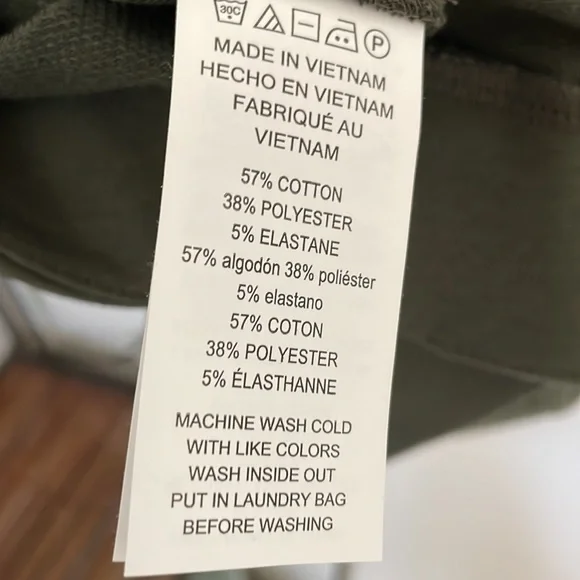 30C
P
MADE IN VIETNAM
HECHO EN VIETNAM
FABRIQUÉ AU
VIETNAM
57% COTTON
38% POLYESTER
5% ELASTANE
57% algodón 38% poliéster
5% elastano
57% COTON
38% POLYESTER
5% ÉLASTHANNE
MACHINE WASH COLD
WITH LIKE COLORS
WASH INSIDE OUT
PUT IN LAUNDRY BAG
BEFORE WASHING